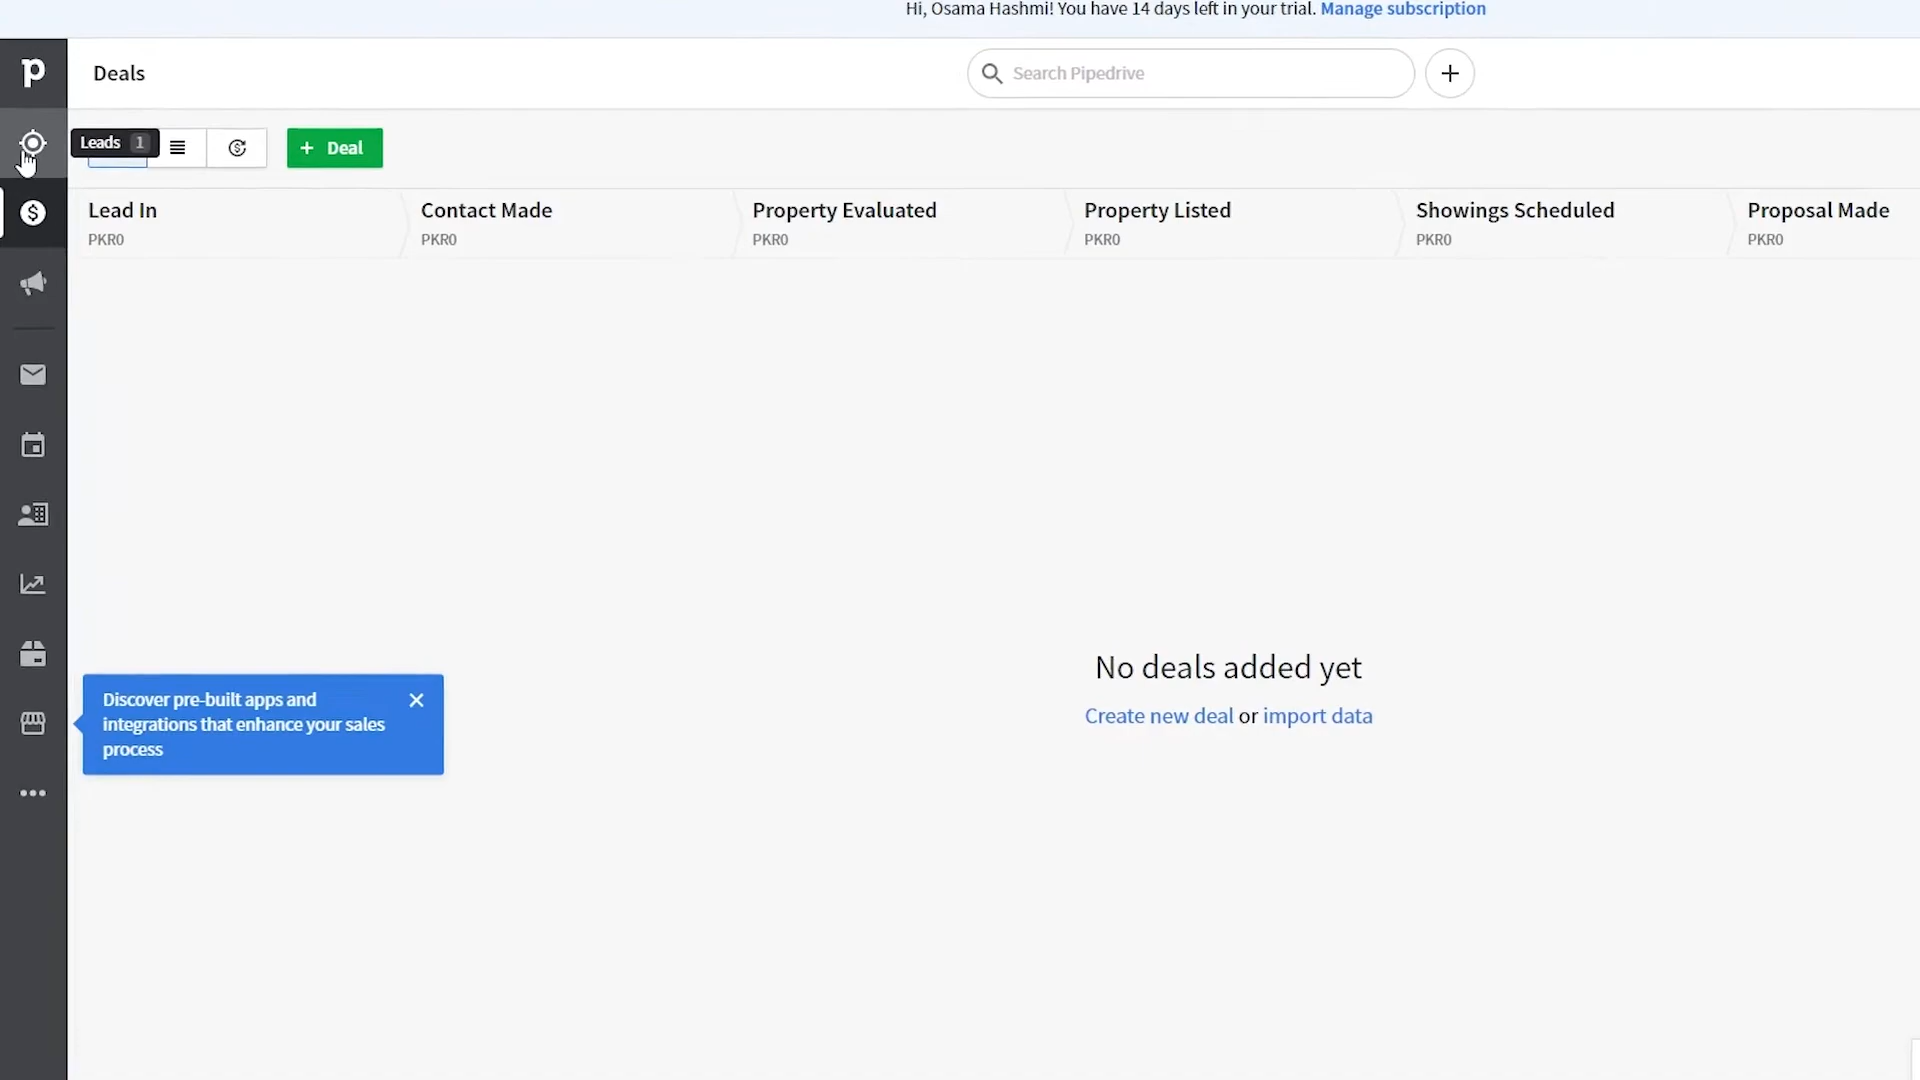 Hi, Osama Hashmi! You have 14 days left in your trial. Manage subscription
p
Deals
Search Pipedrive
Leads 1
+ Deal
Lead In
PKR0
Contact Made
PKR0
Property Evaluated
PKR0
Property Listed
PKR0
Showings Scheduled
PKR0
Proposal Made
PKR0
No deals added yet
Create new deal or import data
Discover pre-built apps and
integrations that enhance your sales
process